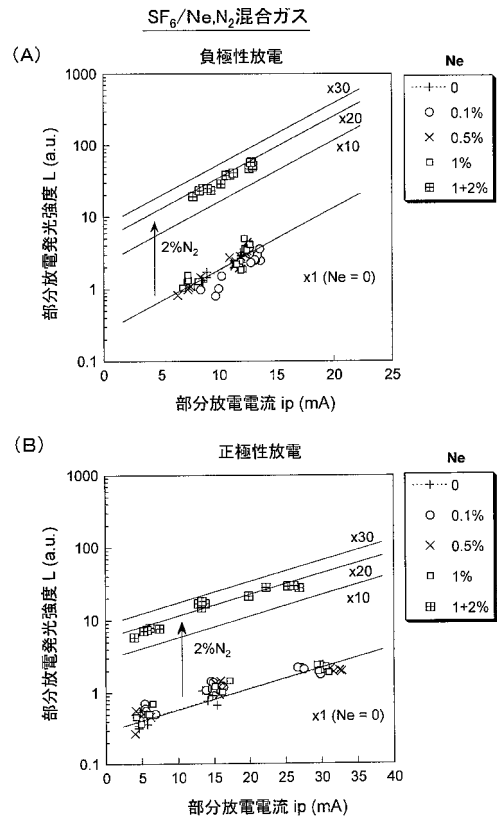 SF₆/Ne,N₂混合ガス
(A)
負極性放電
部分放電発光強度 L (a.u.)
1000
100
10
1
0.1
x30
x20
x10
2%N₂
x1 (Ne = 0)
0
5
10
15
20
25
部分放電電流 ip (mA)
Ne
0
0.1%
0.5%
1%
1+2%
(B)
正極性放電
部分放電発光強度 L (a.u.)
1000
100
10
1
0.1
x30
x20
x10
2%N₂
x1 (Ne = 0)
0
5
10
15
20
25
30
35
40
部分放電電流 ip (mA)
Ne
0
0.1%
0.5%
1%
1+2%